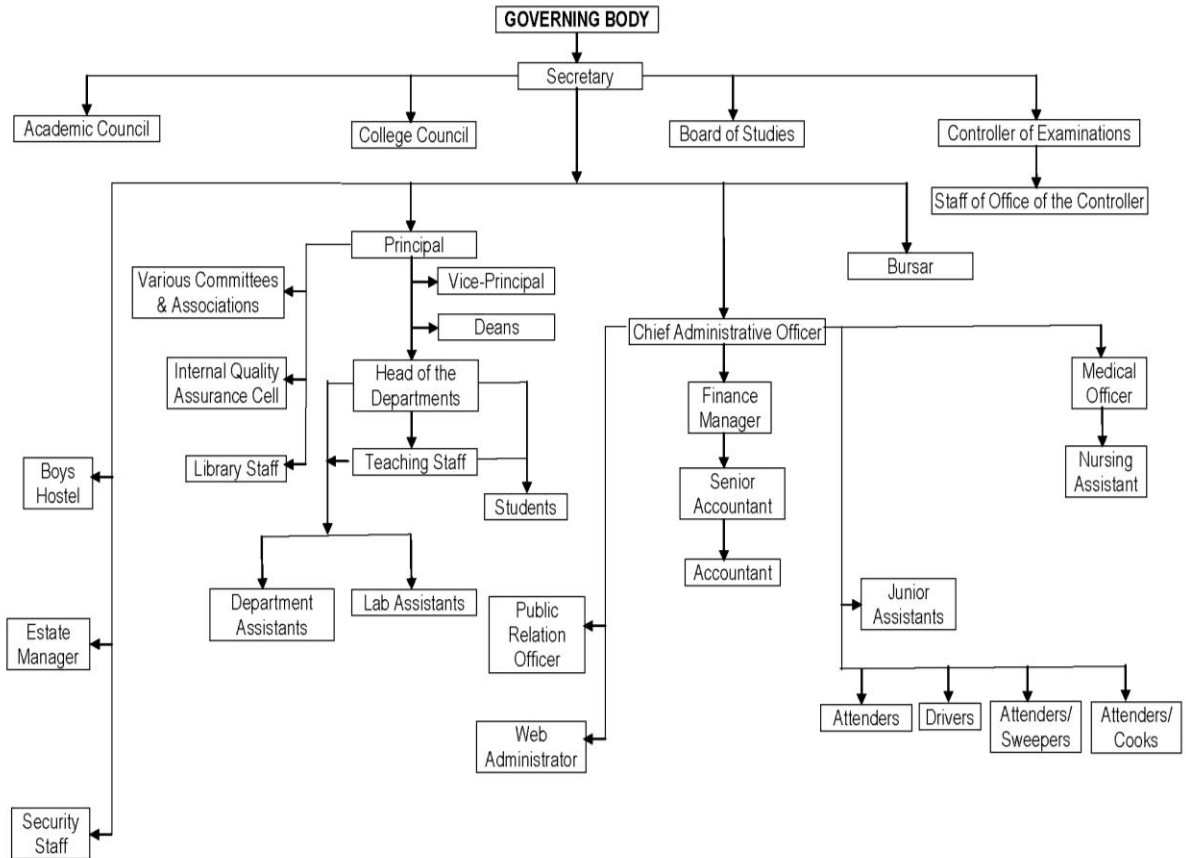 GOVERNING BODY
Secretary
Academic Council
College Council
Board of Studies
Controller of Examinations
Staff of Office of the Controller
Principal
Bursar
Various Committees
& Associations
Vice-Principal
Deans
Chief Administrative Officer
Internal Quality
Assurance Cell
Head of the
Departments
Finance
Manager
Medical
Officer
Boys
Hostel
Library Staff
Teaching Staff
Students
Senior
Accountant
Nursing
Assistant
Accountant
Department
Assistants
Lab Assistants
Public
Relation
Officer
Junior
Assistants
Estate
Manager
Attenders
Drivers
Attenders/
Sweepers
Attenders/
Cooks
Web
Administrator
Security
Staff